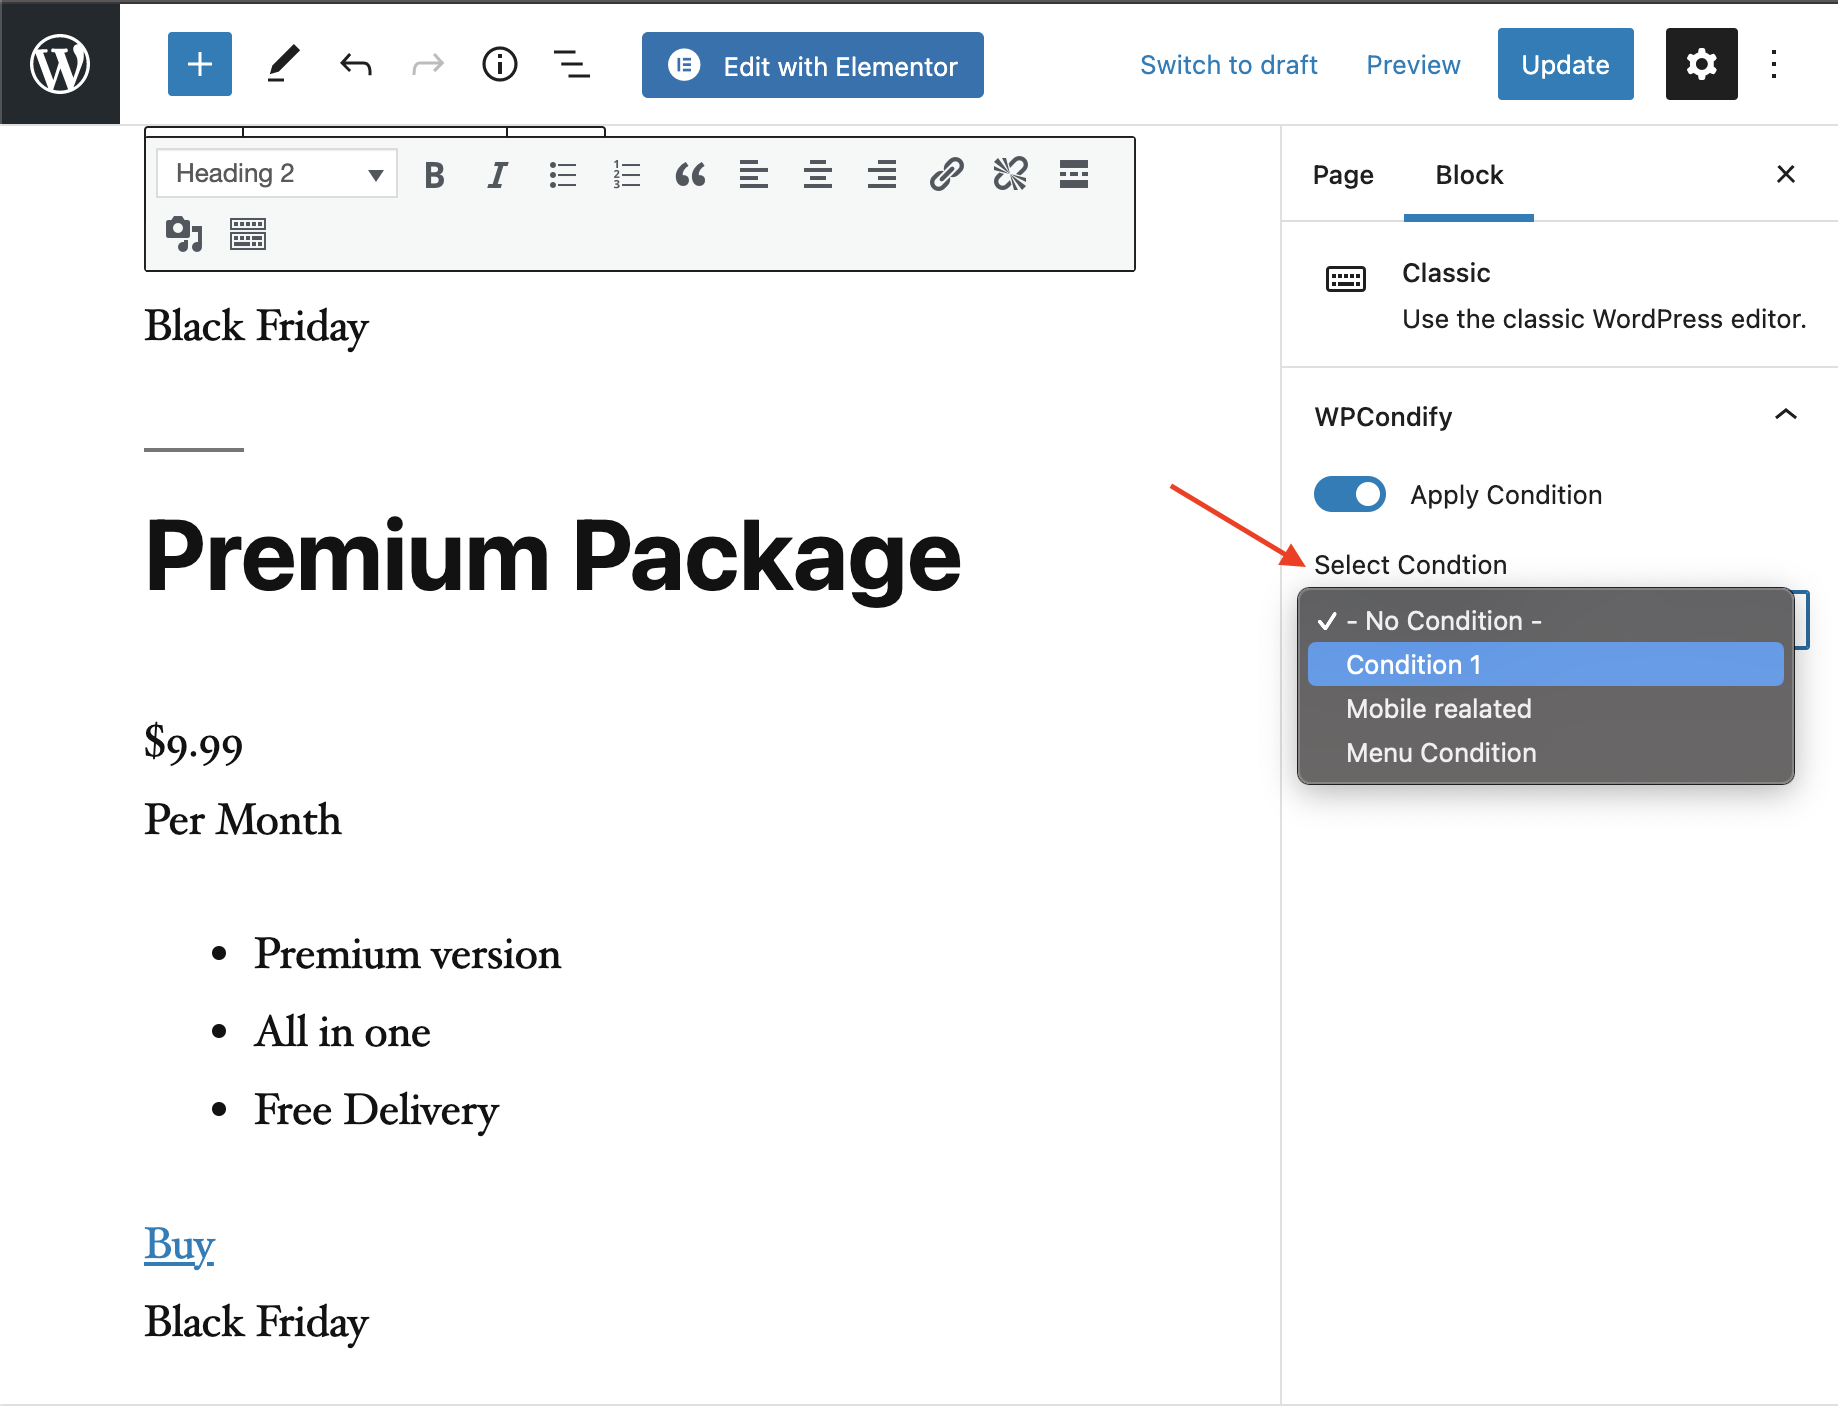 Edit with Elementor
Switch to draft
Preview
Update
Heading 2
Black Friday
Premium Package
$9.99
Per Month
Premium version
All in one
Free Delivery
Buy
Black Friday
Page
Block
Classic
Use the classic WordPress editor.
WPCondify
Apply Condition
Select Condtion
- No Condition -
Condition 1
Mobile realated
Menu Condition